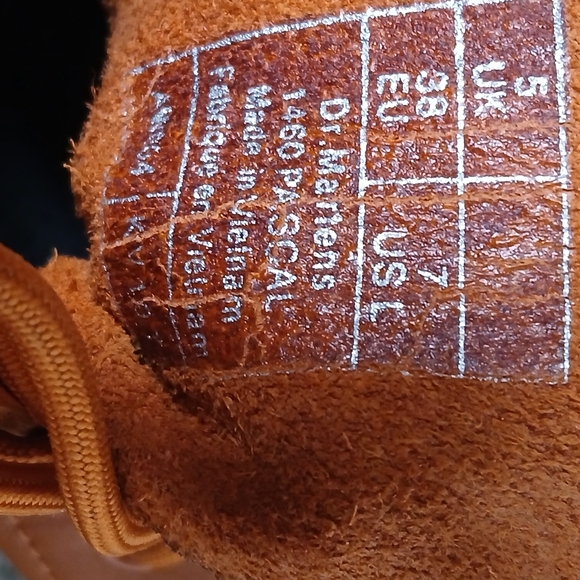 5
UK
38
EU
7
US L
Dr Martens
1460 PASCAL
Made in Vietnam
Fabriqué en Vietnam